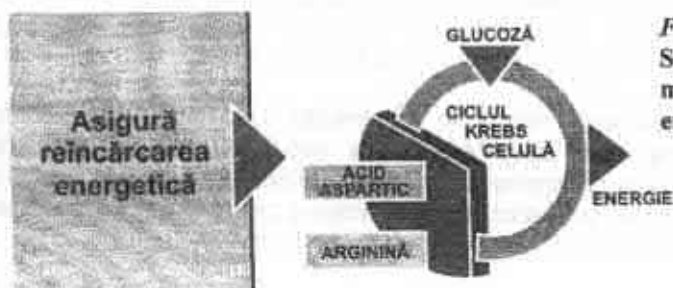 Asigură
reîncărcarea
energetică
GLUCOZĂ
CICLUL
KREBS
CELULĂ
ACID
ASPARTIC
ARGININĂ
ENERGIE
F
S
n
e